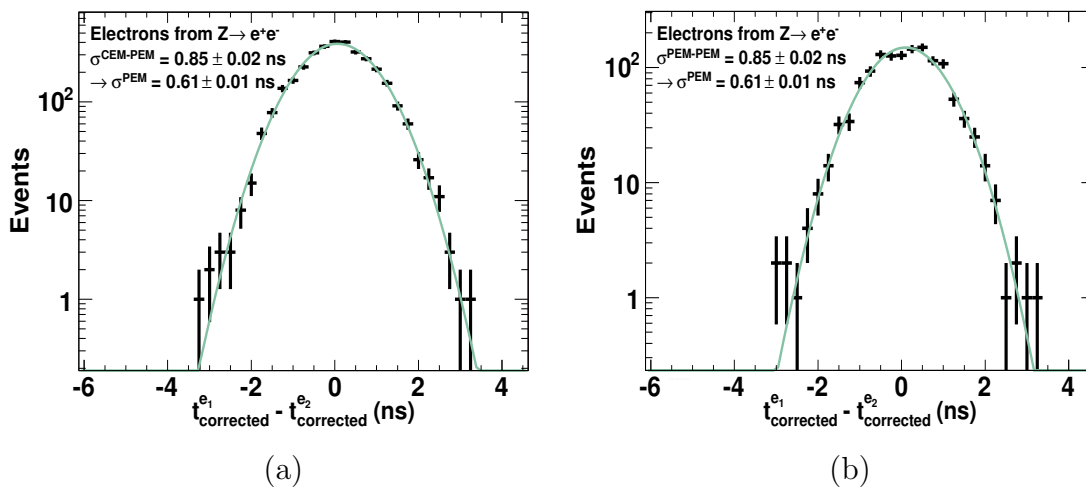 Electrons from Z→ e⁺e⁻
σ^CEM-PEM = 0.85 ± 0.02 ns
→ σ^PEM = 0.61 ± 0.01 ns
Events
10²
10
1
-6 -4 -2 0 2 4 6
t^e₁_corrected - t^e₂_corrected (ns)
(a)
Electrons from Z→ e⁺e⁻
σ^PEM-PEM = 0.85 ± 0.02 ns
→ σ^PEM = 0.61 ± 0.01 ns
Events
10²
10
1
-6 -4 -2 0 2 4
t^e₁_corrected - t^e₂_corrected (ns)
(b)